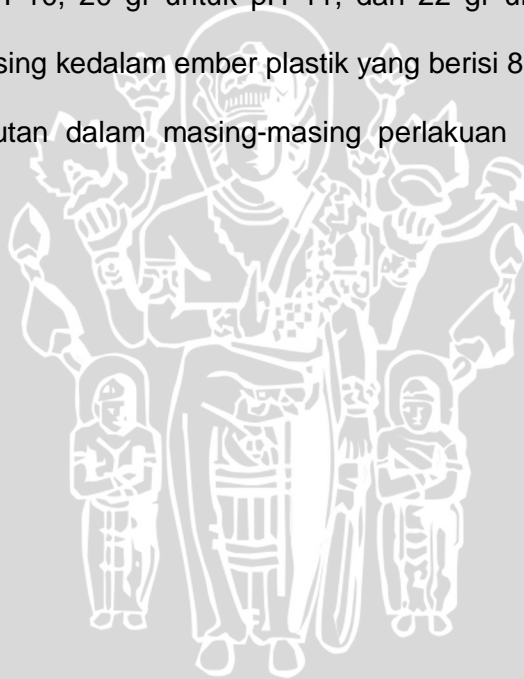 10, 20 gr untuk pH 11, dan 22 gr
sing kedalam ember plastik yang berisi 8
utan dalam masing-masing perlakuan